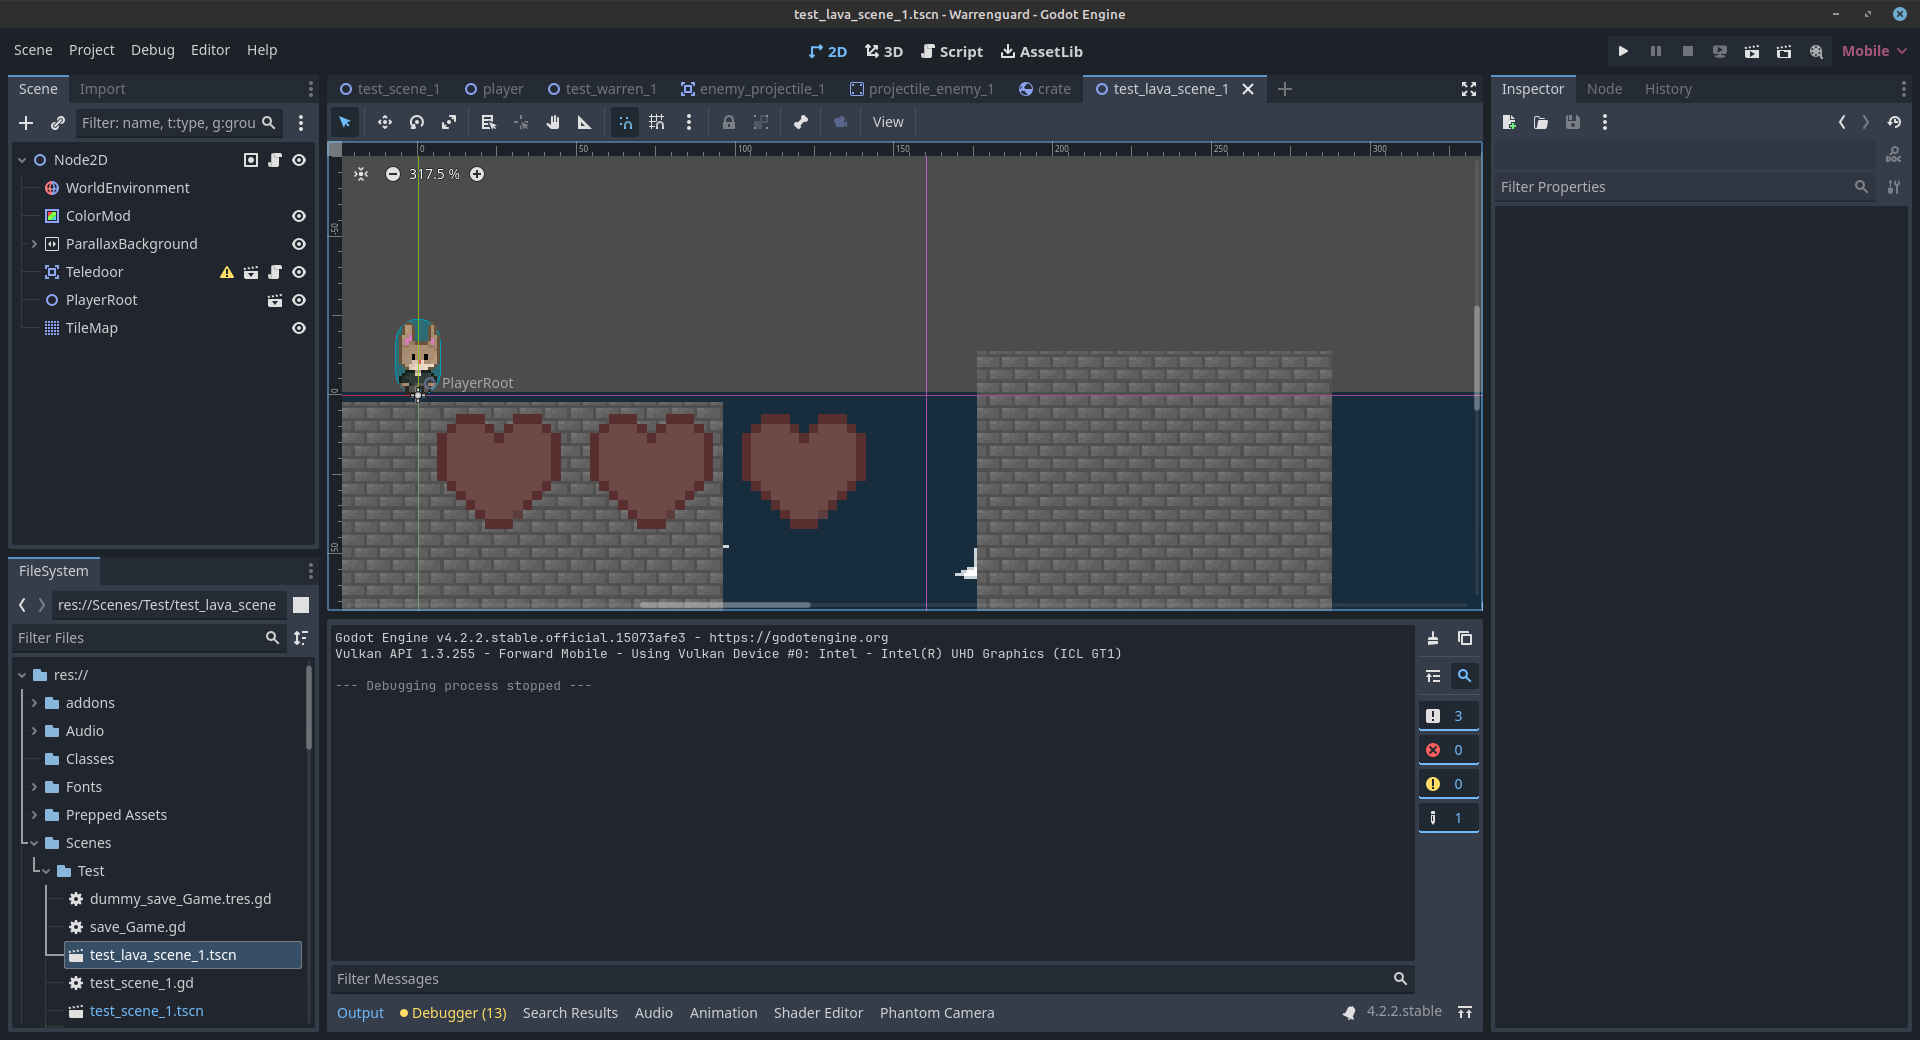 test_lava_scene_1.tscn - Warrenguard - Godot Engine
Scene Project Debug Editor Help
2D 3D Script AssetLib
Mobile
Scene Import
Filter: name, t:type, g:grou
Node2D
WorldEnvironment
ColorMod
ParallaxBackground
Teledoor
PlayerRoot
TileMap
FileSystem
res://Scenes/Test/test_lava_scene
Filter Files
res://
addons
Audio
Classes
Fonts
Prepped Assets
Scenes
Test
dummy_save_Game.tres.gd
save_Game.gd
test_lava_scene_1.tscn
test_scene_1.gd
test_scene_1.tscn
test_scene_1 player test_warren_1 enemy_projectile_1 projectile_enemy_1 crate test_lava_scene_1
View
0 50 100 150 200 250 300
-50
0
50
317.5 %
PlayerRoot
Godot Engine v4.2.2.stable.official.15073afe3 - https://godotengine.org
Vulkan API 1.3.255 - Forward Mobile - Using Vulkan Device #0: Intel - Intel(R) UHD Graphics (ICL GT1)
--- Debugging process stopped ---
3
0
0
1
Filter Messages
Output Debugger (13) Search Results Audio Animation Shader Editor Phantom Camera
4.2.2.stable
Inspector Node History
DOC
Filter Properties